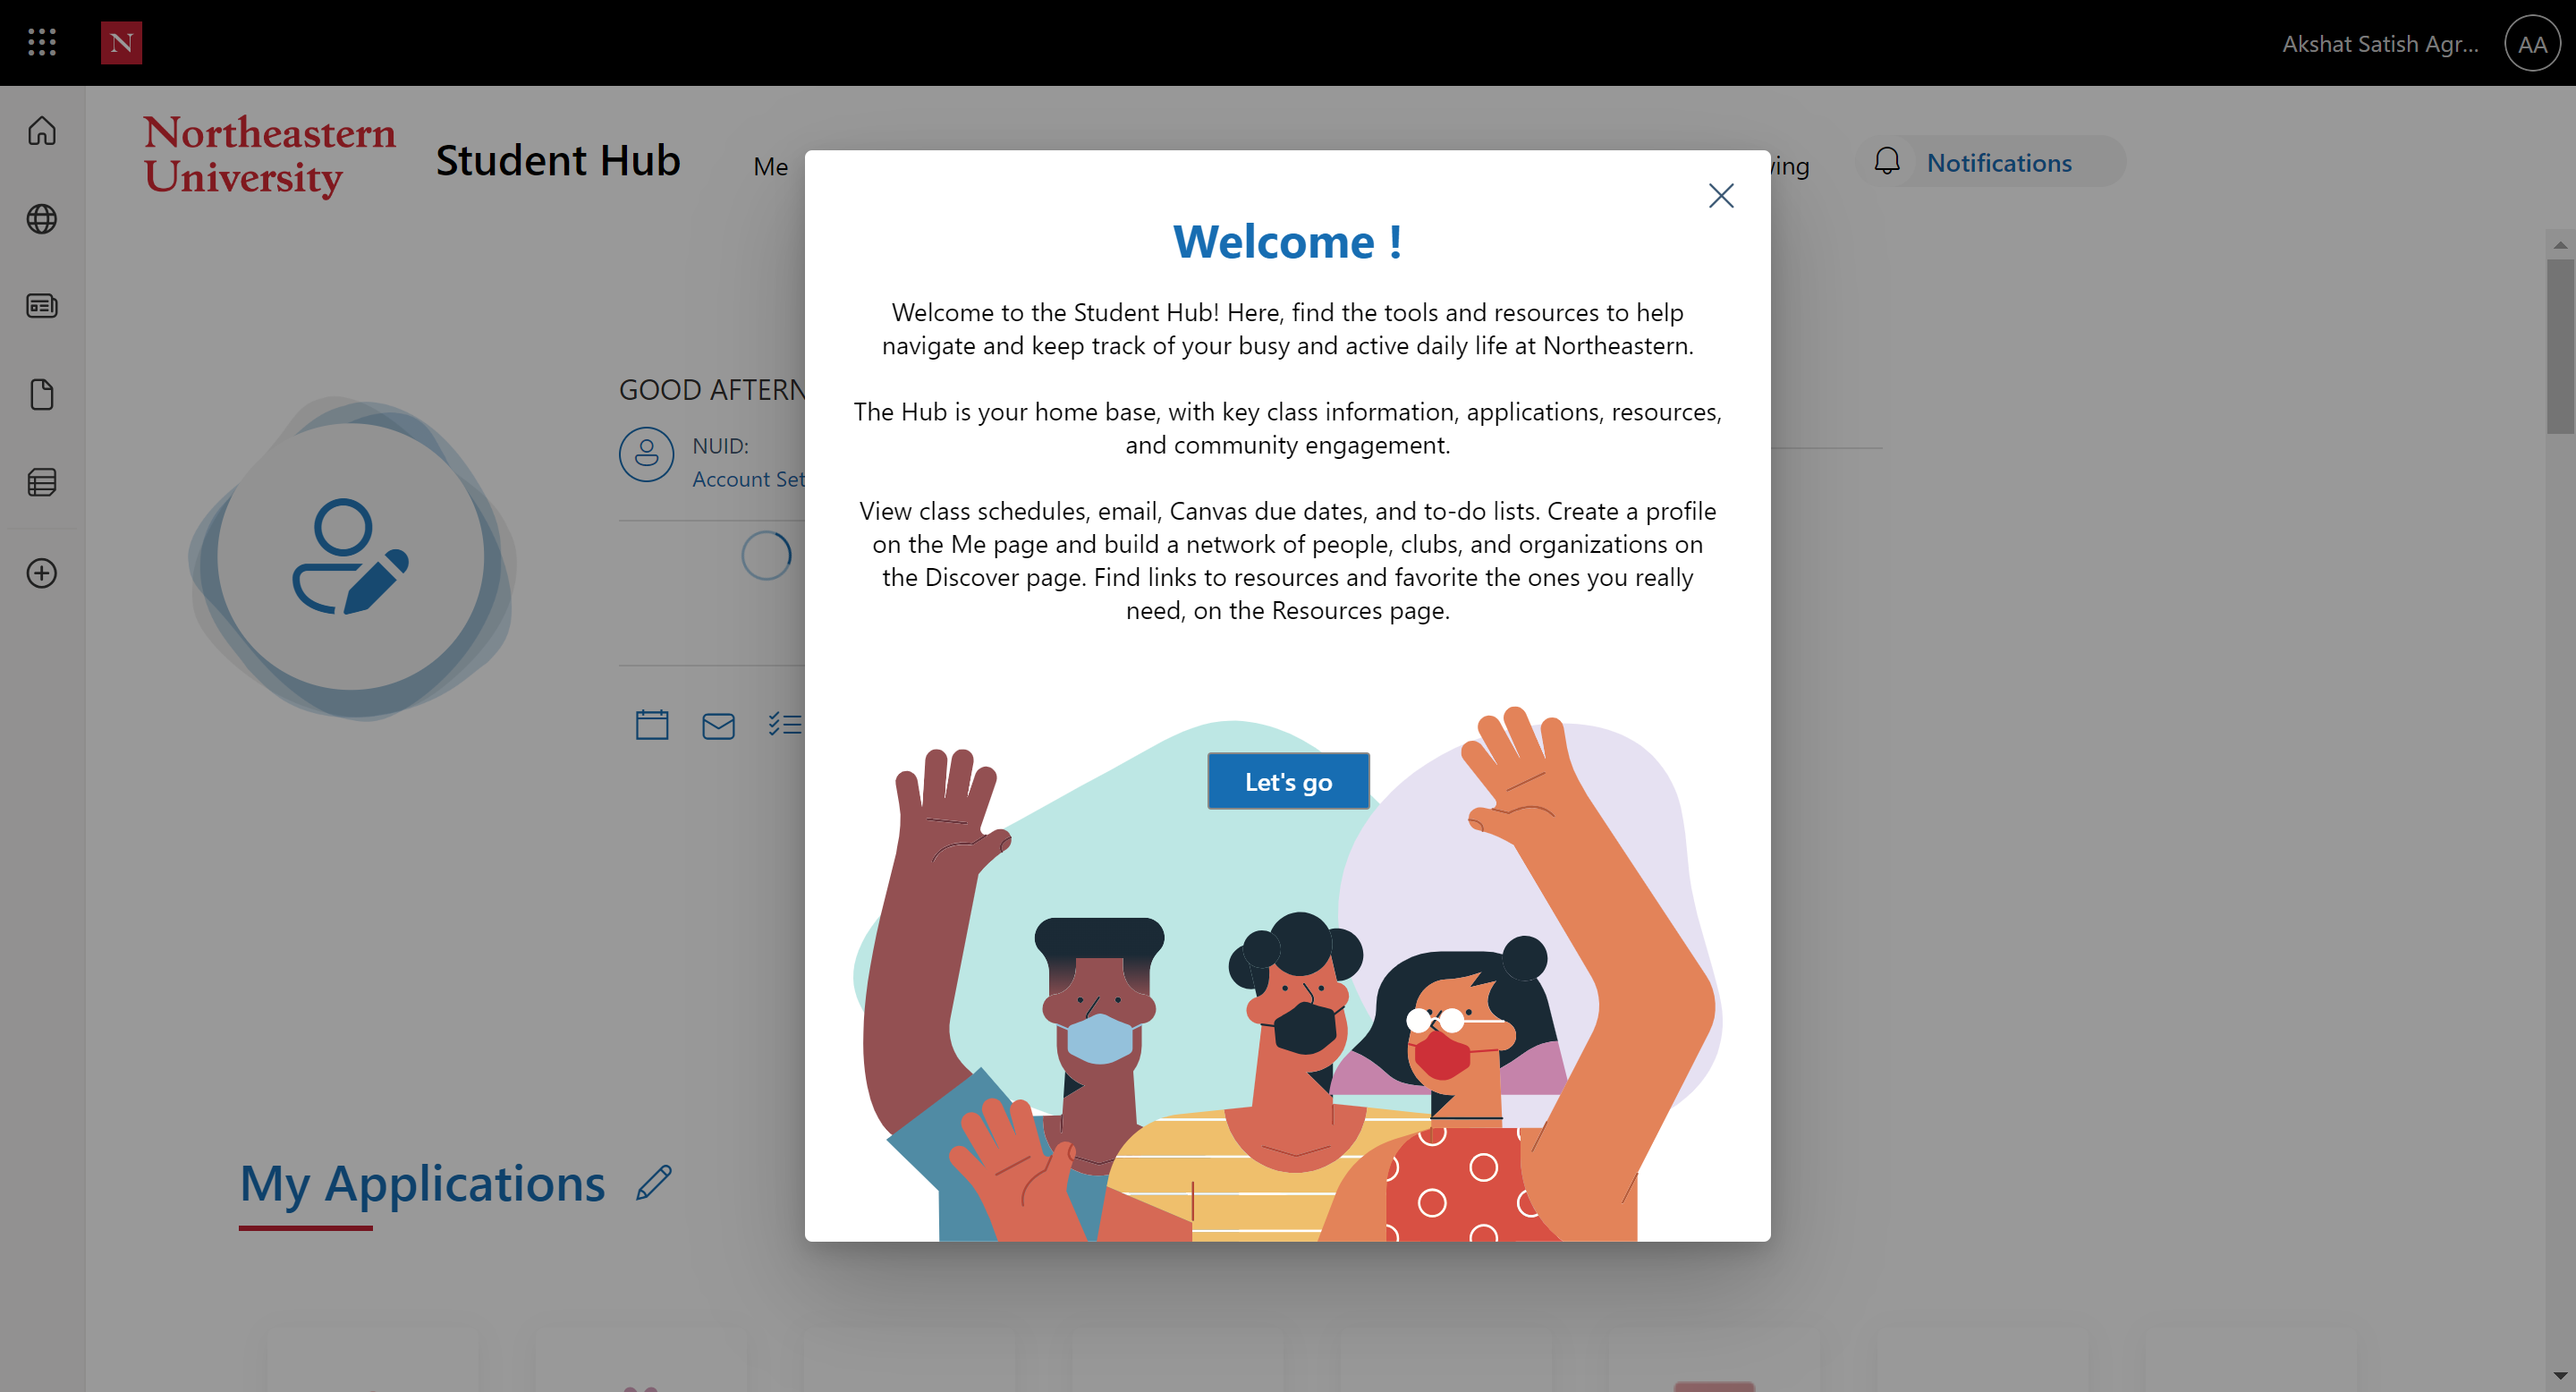 N
Akshat Satish Agr...
AA
Northeastern
University
Student Hub
Me
Notifications
Welcome !
Welcome to the Student Hub! Here, find the tools and resources to help
navigate and keep track of your busy and active daily life at Northeastern.
The Hub is your home base, with key class information, applications, resources,
and community engagement.
View class schedules, email, Canvas due dates, and to-do lists. Create a profile
on the Me page and build a network of people, clubs, and organizations on
the Discover page. Find links to resources and favorite the ones you really
need, on the Resources page.
Let's go
GOOD AFTERN
NUID:
Account Set
My Applications